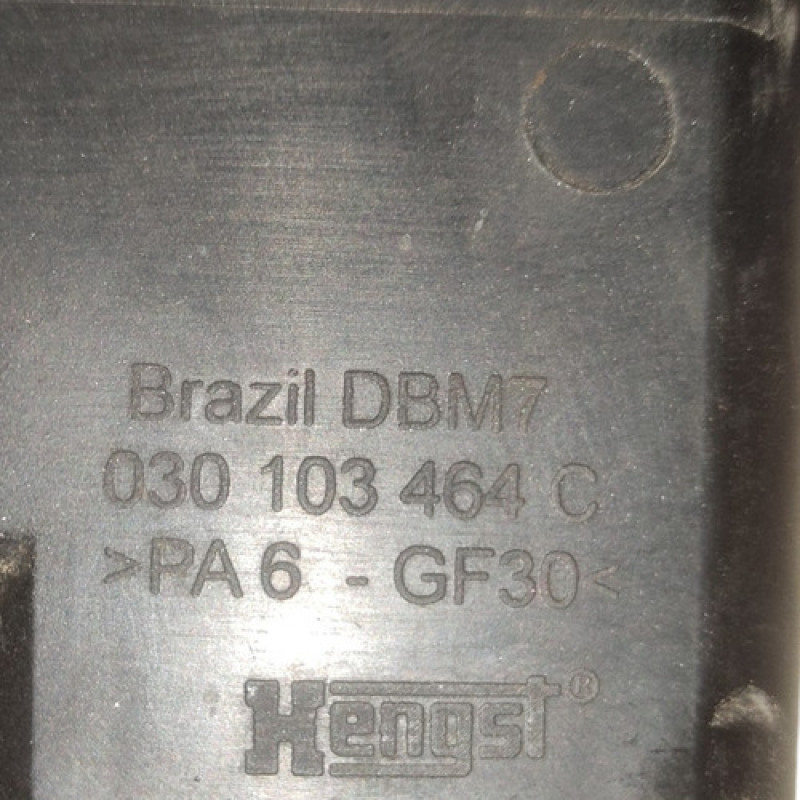 Brazil DBM7
030 103 464 C
>PA 6 - GF30<
Hengst®